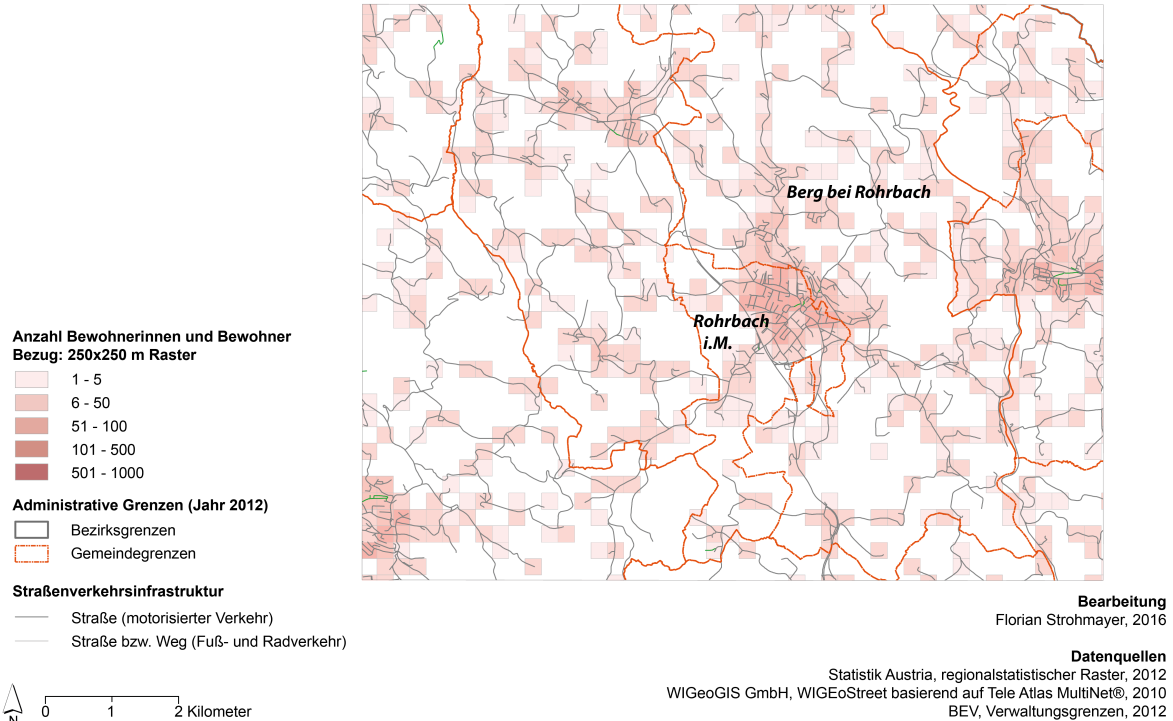 Berg bei Rohrbach
Rohrbach
i.M.
Anzahl Bewohnerinnen und Bewohner
Bezug: 250x250 m Raster
1 - 5
6 - 50
51 - 100
101 - 500
501 - 1000
Administrative Grenzen (Jahr 2012)
Bezirksgrenzen
Gemeindegrenzen
Straßenverkehrsinfrastruktur
Straße (motorisierter Verkehr)
Straße bzw. Weg (Fuß- und Radverkehr)
N
0 1 2 Kilometer
Bearbeitung
Florian Strohmayer, 2016
Datenquellen
Statistik Austria, regionalstatistischer Raster, 2012
WIGeoGIS GmbH, WIGEoStreet basierend auf Tele Atlas MultiNet®, 2010
BEV, Verwaltungsgrenzen, 2012